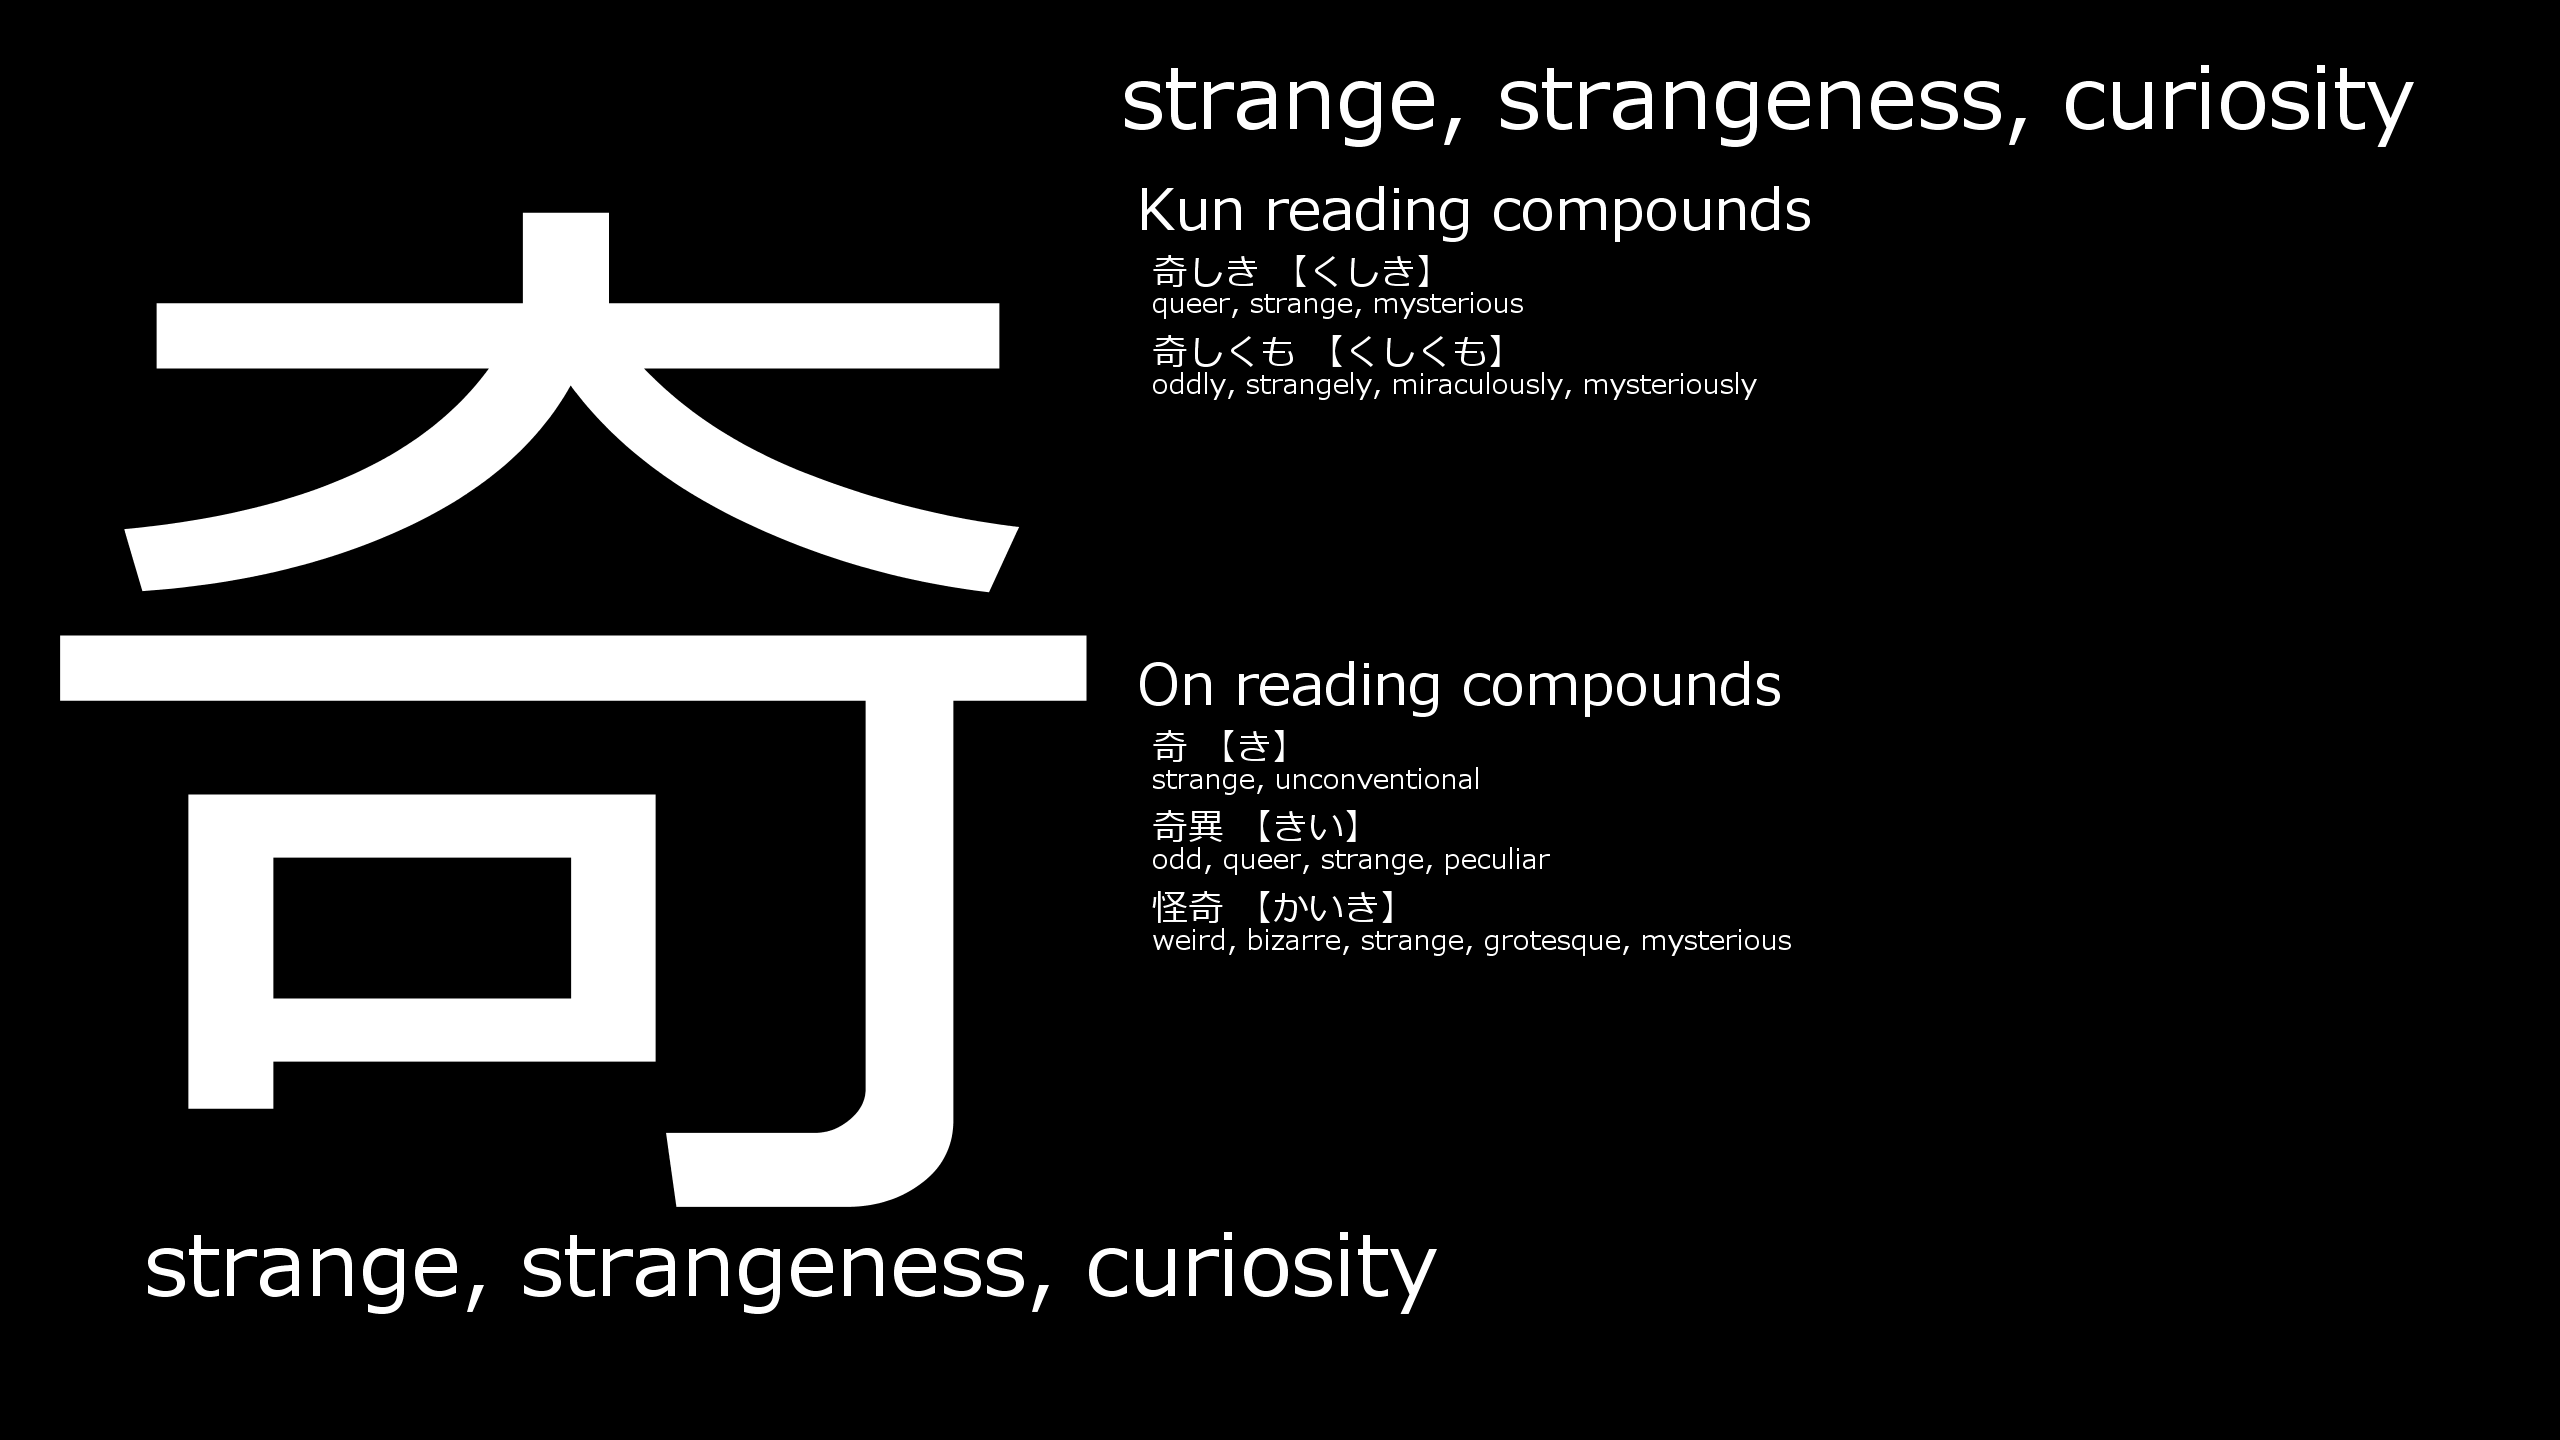 奇
strange, strangeness, curiosity
strange, strangeness, curiosity
Kun reading compounds
奇しき 【くしき】
queer, strange, mysterious
奇しくも 【くしくも】
oddly, strangely, miraculously, mysteriously
On reading compounds
奇 【き】
strange, unconventional
奇異 【きい】
odd, queer, strange, peculiar
怪奇 【かいき】
weird, bizarre, strange, grotesque, mysterious